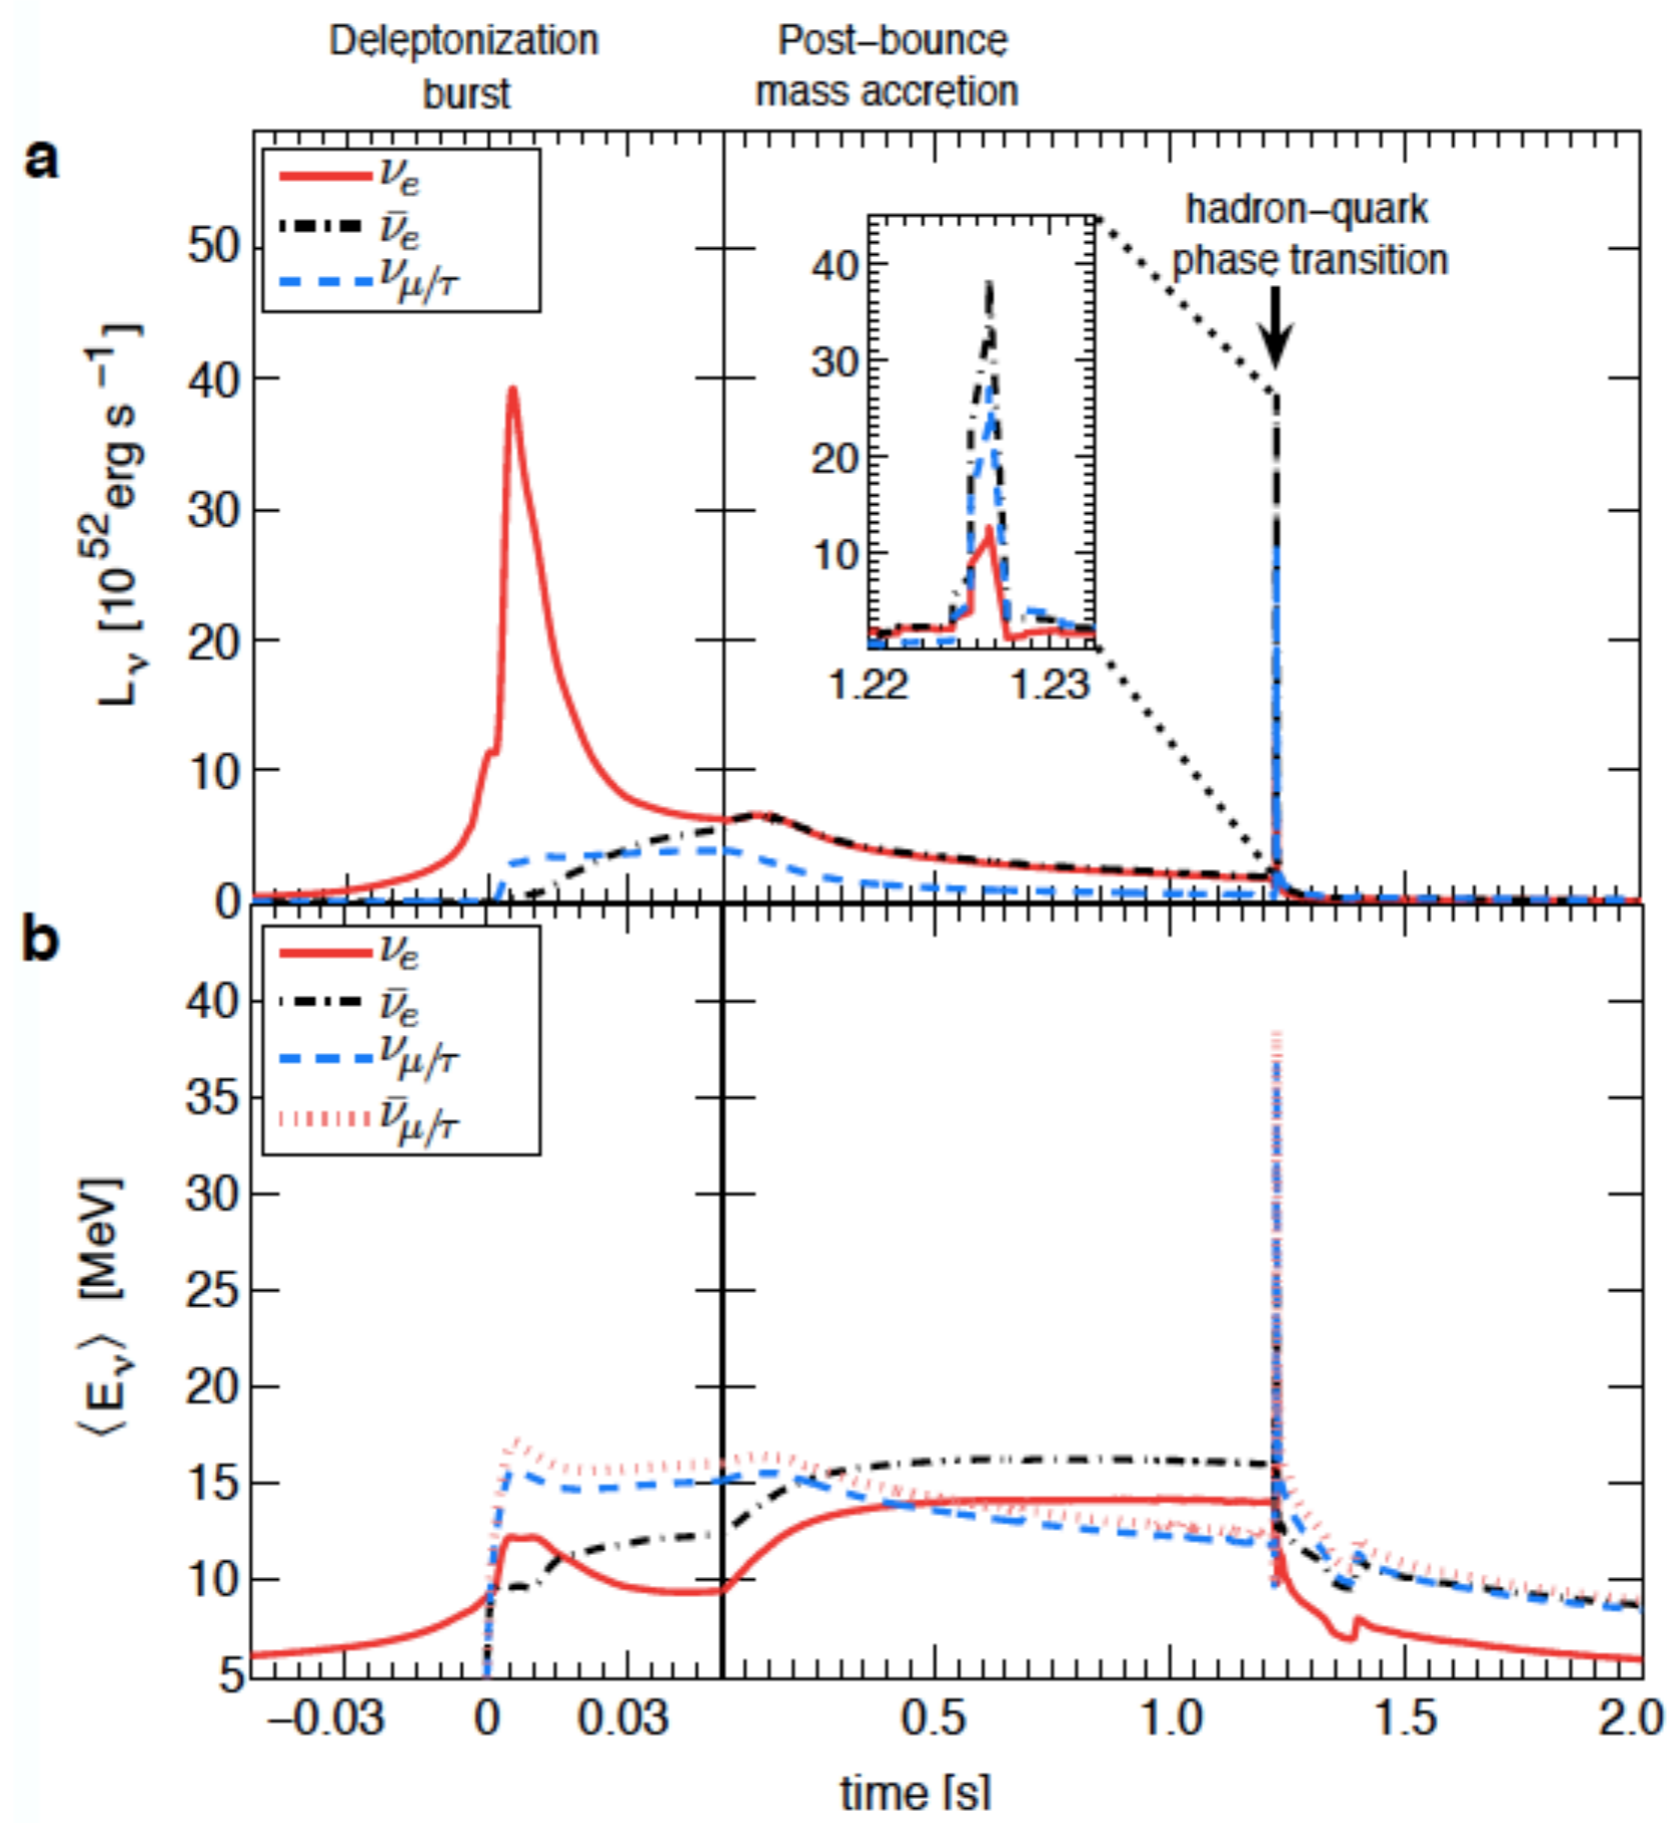 Deleptonization
burst
Post–bounce
mass accretion
a
ν_e
ν̄_e
ν_μ/τ
hadron–quark
phase transition
50
40
30
20
10
0
L_ν [10^52 erg s^−1]
40
30
20
10
1.22 1.23
b
ν_e
ν̄_e
ν_μ/τ
ν̄_μ/τ
40
35
30
25
20
15
10
5
⟨E_ν⟩ [MeV]
−0.03 0 0.03 0.5 1.0 1.5 2.0
time [s]